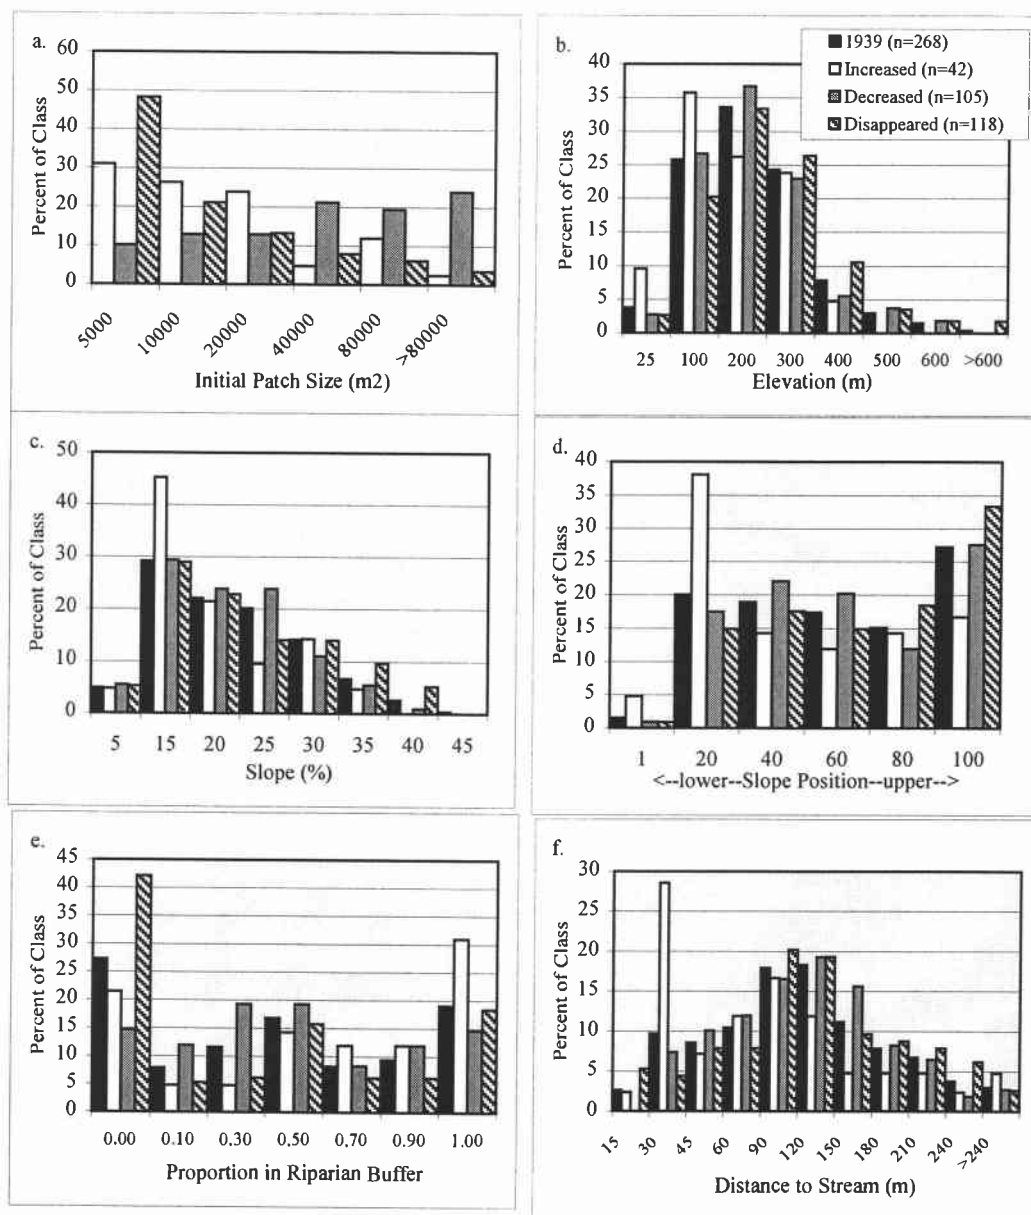 a.
60
50
40
30
20
10
0
Percent of Class
5000 10000 20000 40000 80000 >80000
Initial Patch Size (m2)
b.
1939 (n=268)
Increased (n=42)
Decreased (n=105)
Disappeared (n=118)
40
35
30
25
20
15
10
5
0
Percent of Class
25 100 200 300 400 500 600 >600
Elevation (m)
c.
50
40
30
20
10
0
Percent of Class
5 15 20 25 30 35 40 45
Slope (%)
d.
40
35
30
25
20
15
10
5
0
Percent of Class
1 20 40 60 80 100
<--lower--Slope Position--upper-->
e.
45
40
35
30
25
20
15
10
5
0
Percent of Class
0.00 0.10 0.30 0.50 0.70 0.90 1.00
Proportion in Riparian Buffer
f.
30
25
20
15
10
5
0
Percent of Class
15 30 45 60 90 120 150 180 210 240 >240
Distance to Stream (m)